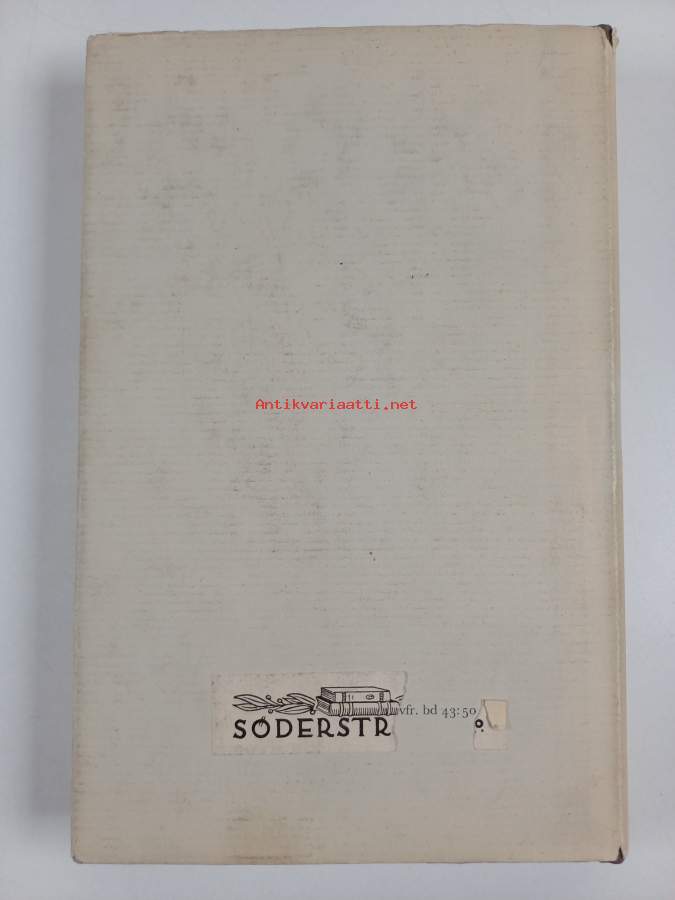 Antikvariaatti.net
vfr. bd 43:50
SÖDERSTR